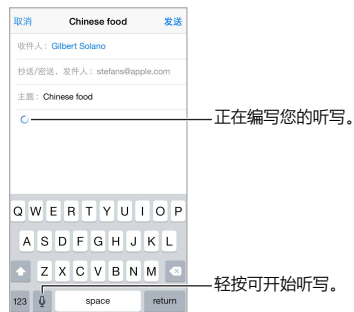 取消 Chinese food 发送
收件人：Gilbert Solano
抄送/密送，发件人：stefans@apple.com
主题：Chinese food
正在编写您的听写。
Q W E R T Y U I O P
A S D F G H J K L
Z X C V B N M
轻按可开始听写。
123 space return